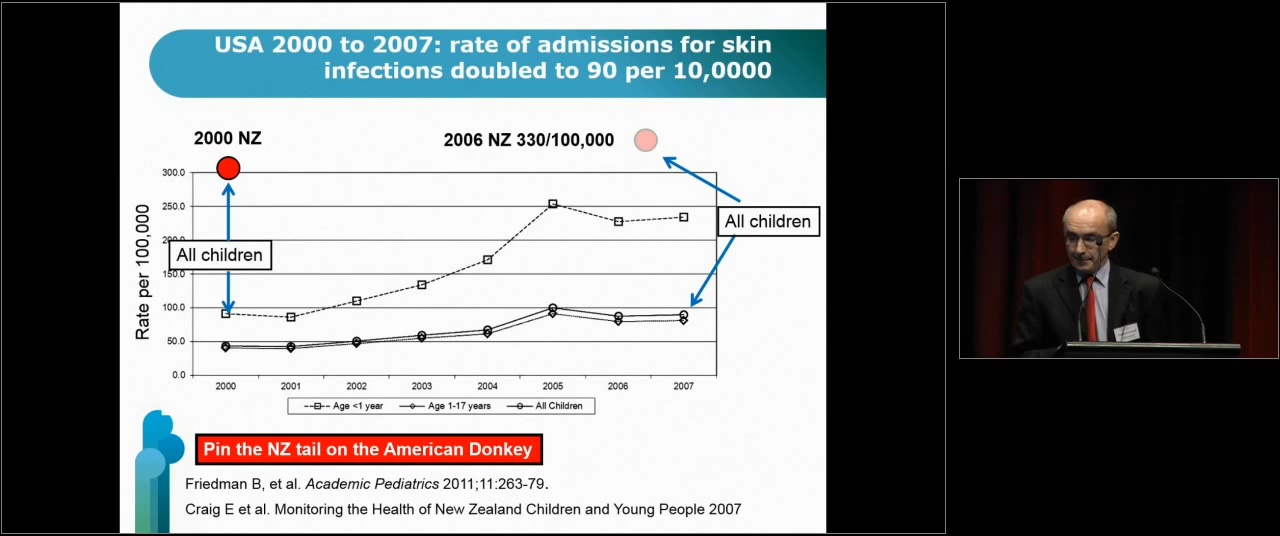 USA 2000 to 2007: rate of admissions for skin
infections doubled to 90 per 10,0000
2000 NZ
2006 NZ 330/100,000
Rate per 100,000
300.0
250.0
200.0
150.0
100.0
50.0
0.0
All children
All children
2000 2001 2002 2003 2004 2005 2006 2007
Age <1 year Age 1-17 years All Children
Pin the NZ tail on the American Donkey
Friedman B, et al. Academic Pediatrics 2011;11:263-79.
Craig E et al. Monitoring the Health of New Zealand Children and Young People 2007